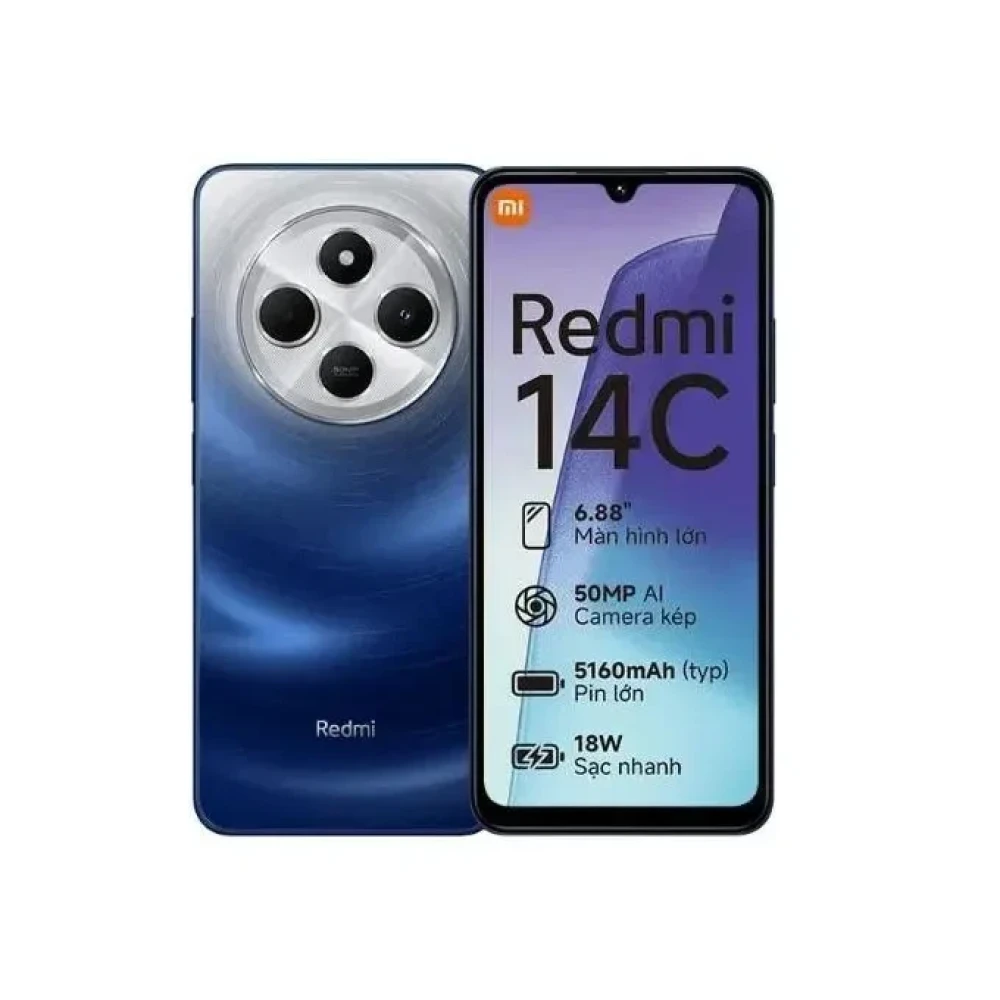 50MP
Redmi
mi
Redmi
14C
6.88"
Màn hình lớn
50MP AI
Camera kép
5160mAh (typ)
Pin lớn
18W
Sạc nhanh